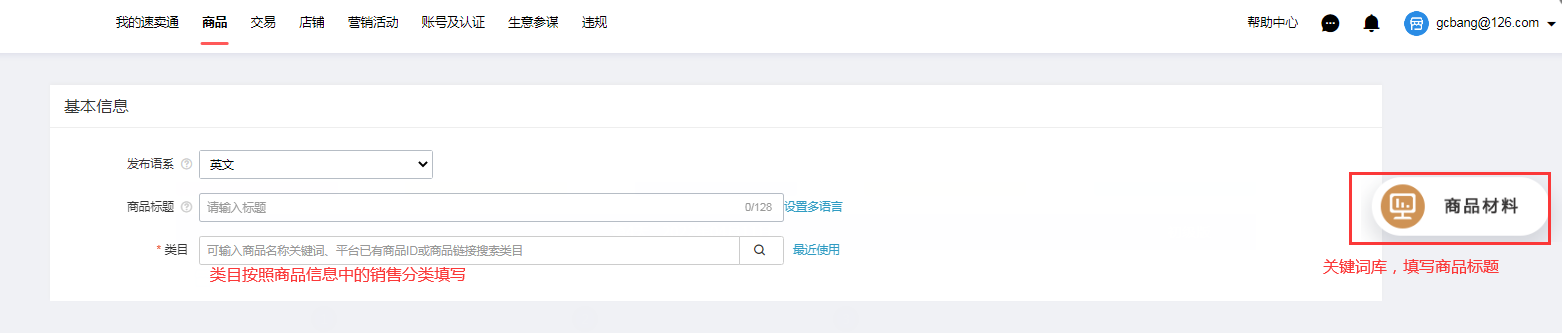 我的速卖通 商品 交易 店铺 营销活动 账号及认证 生意参谋 违规 帮助中心 gcbang@126.com
基本信息
发布语系 英文
商品标题 请输入标题 0/128 设置多语言
商品材料
* 类目 可输入商品名称关键词、平台已有商品ID或商品链接搜索类目 最近使用
类目按照商品信息中的销售分类填写
关键词库，填写商品标题